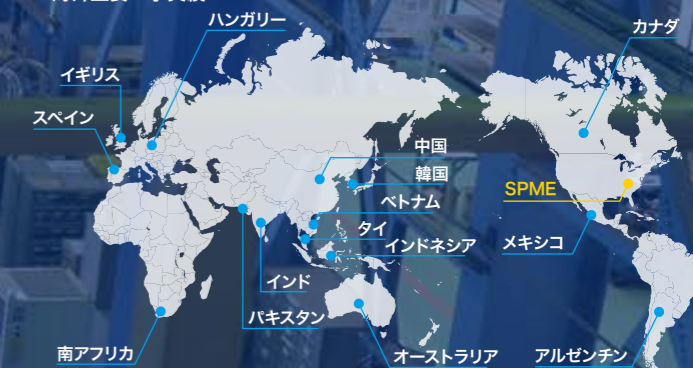 ハンガリー
カナダ
イギリス
スペイン
中国
韓国
SPME
ベトナム
タイ
インドネシア
メキシコ
インド
パキスタン
南アフリカ
オーストラリア
アルゼンチン